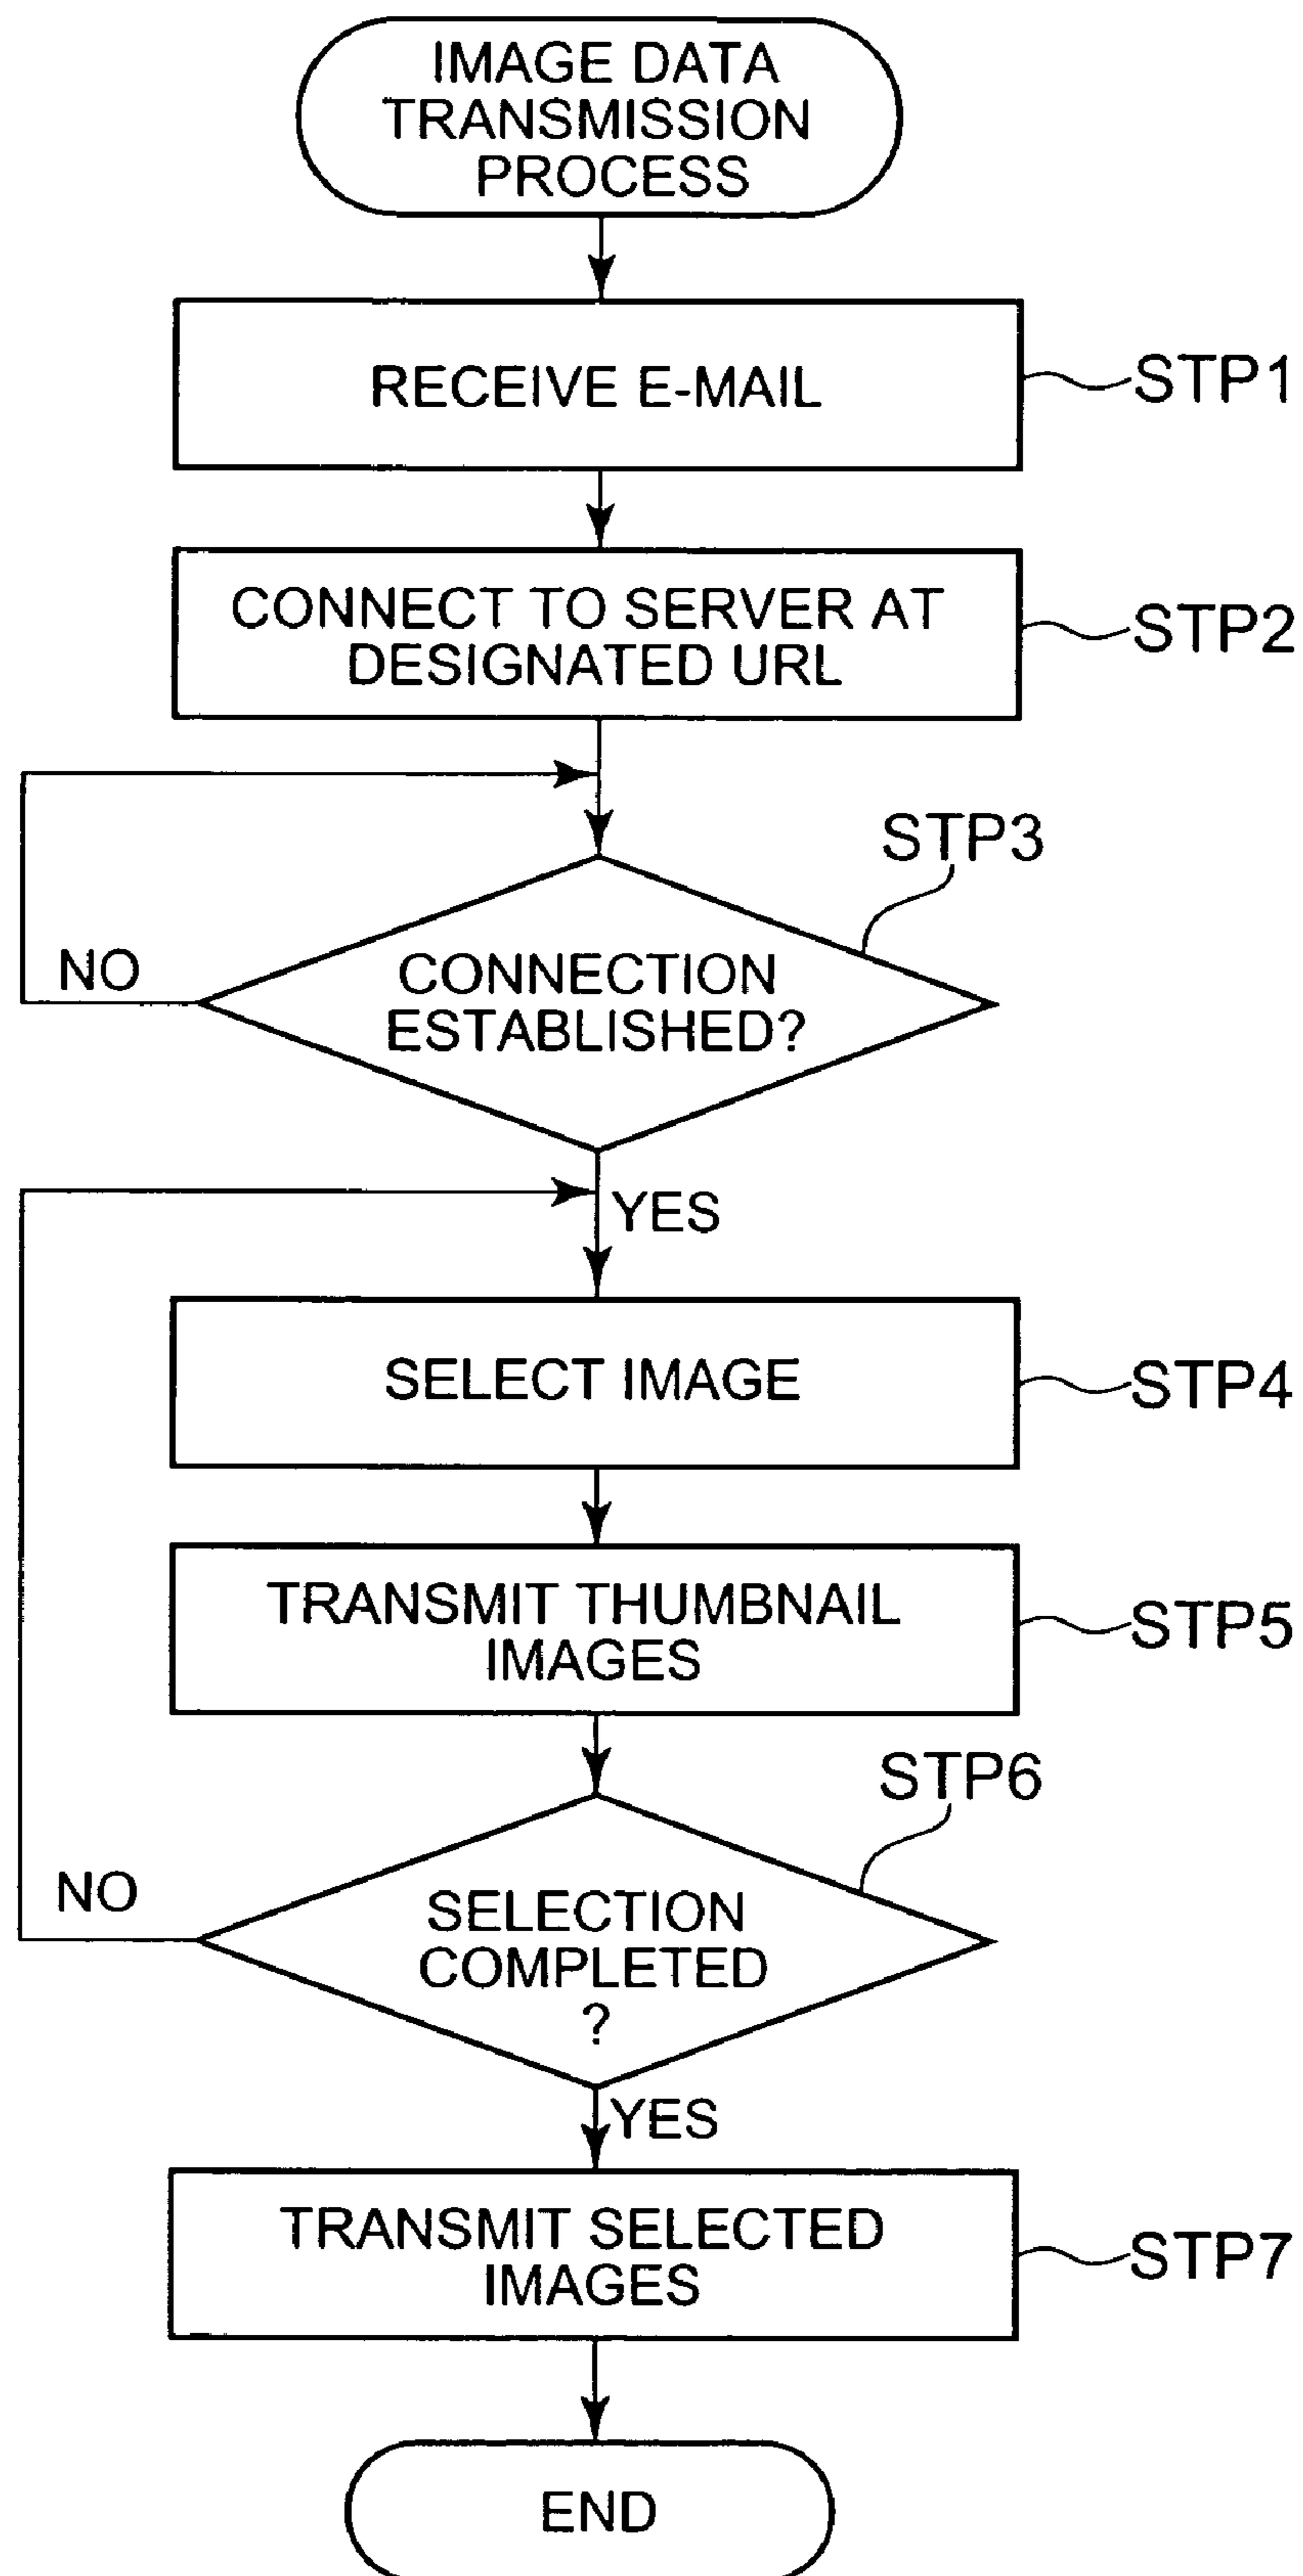 IMAGE DATA
TRANSMISSION
PROCESS
RECEIVE E-MAIL
STP1
CONNECT TO SERVER AT
DESIGNATED URL
STP2
STP3
NO
CONNECTION
ESTABLISHED?
YES
SELECT IMAGE
STP4
TRANSMIT THUMBNAIL
IMAGES
STP5
STP6
NO
SELECTION
COMPLETED
?
YES
TRANSMIT SELECTED
IMAGES
STP7
END